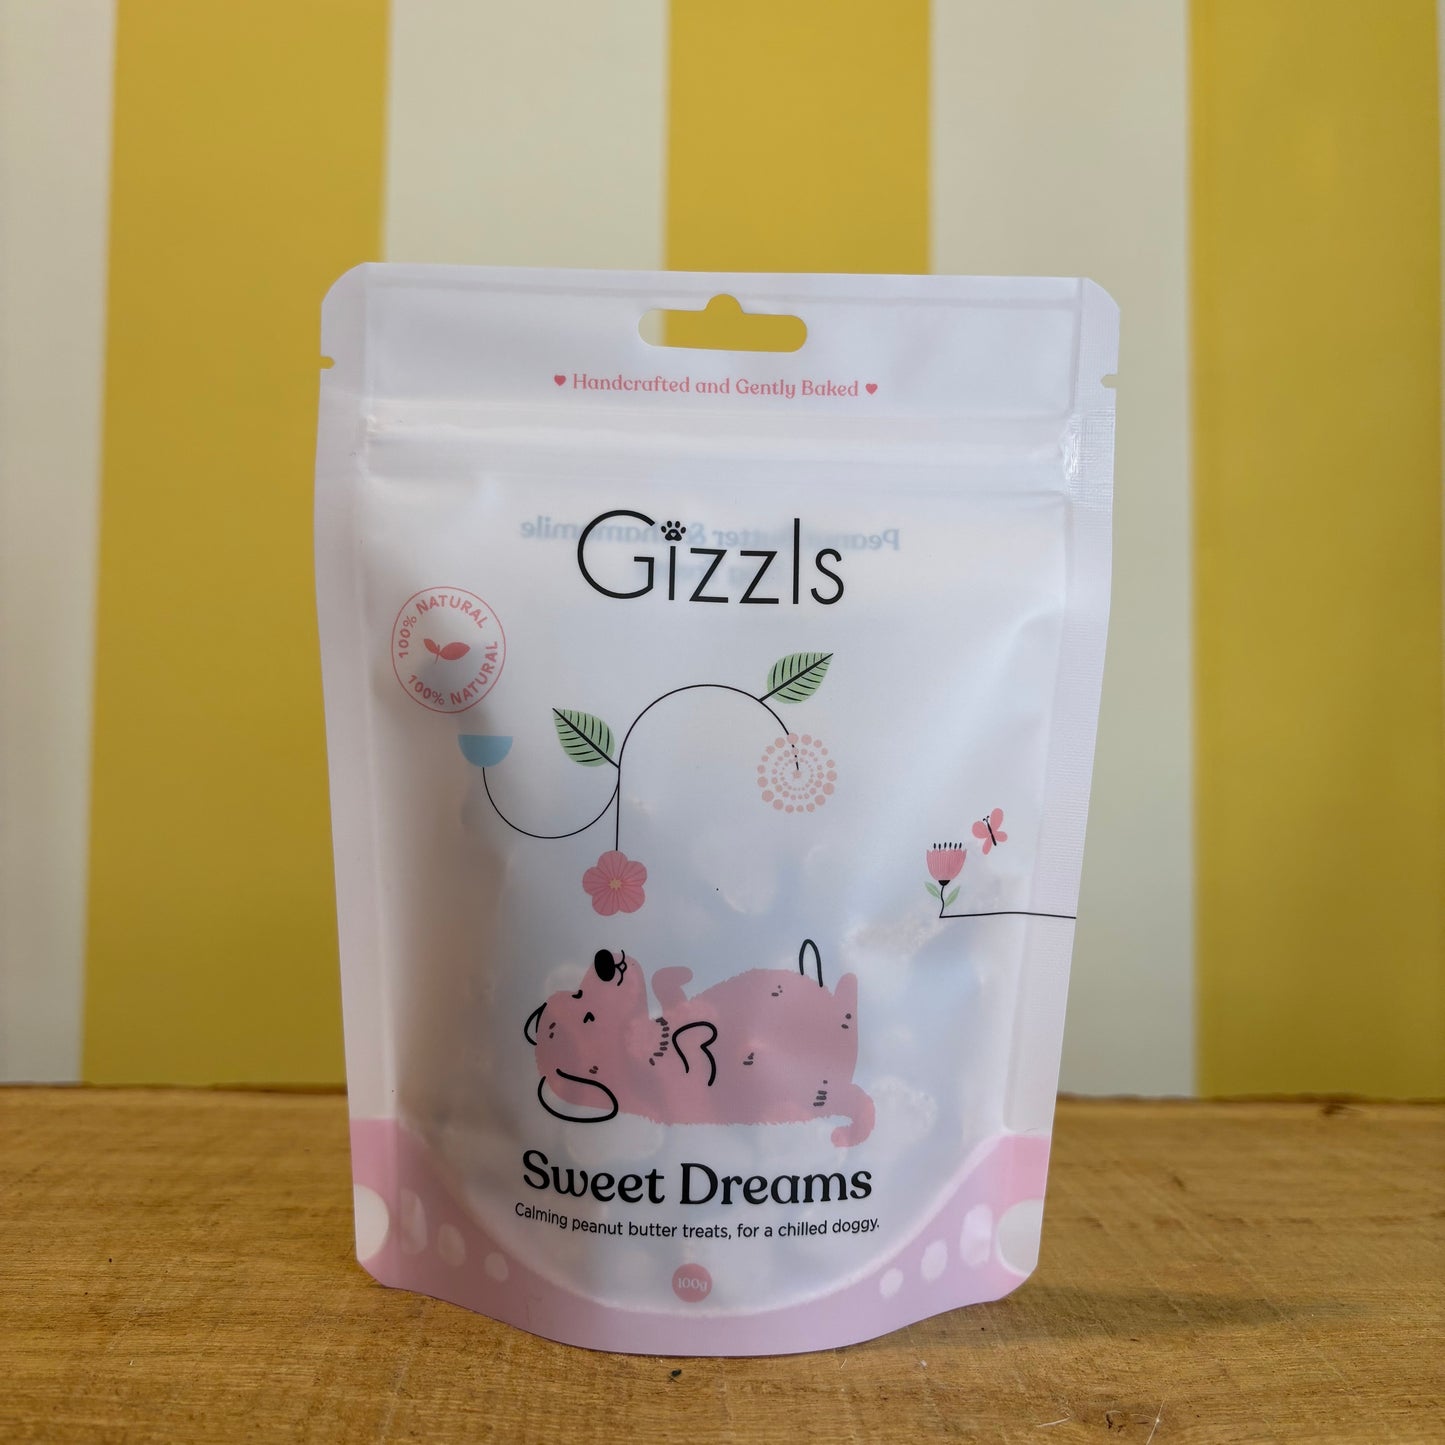 Handcrafted and Gently Baked
Gizzls
100% NATURAL
100% NATURAL
Sweet Dreams
Calming peanut butter treats, for a chilled doggy.
100g